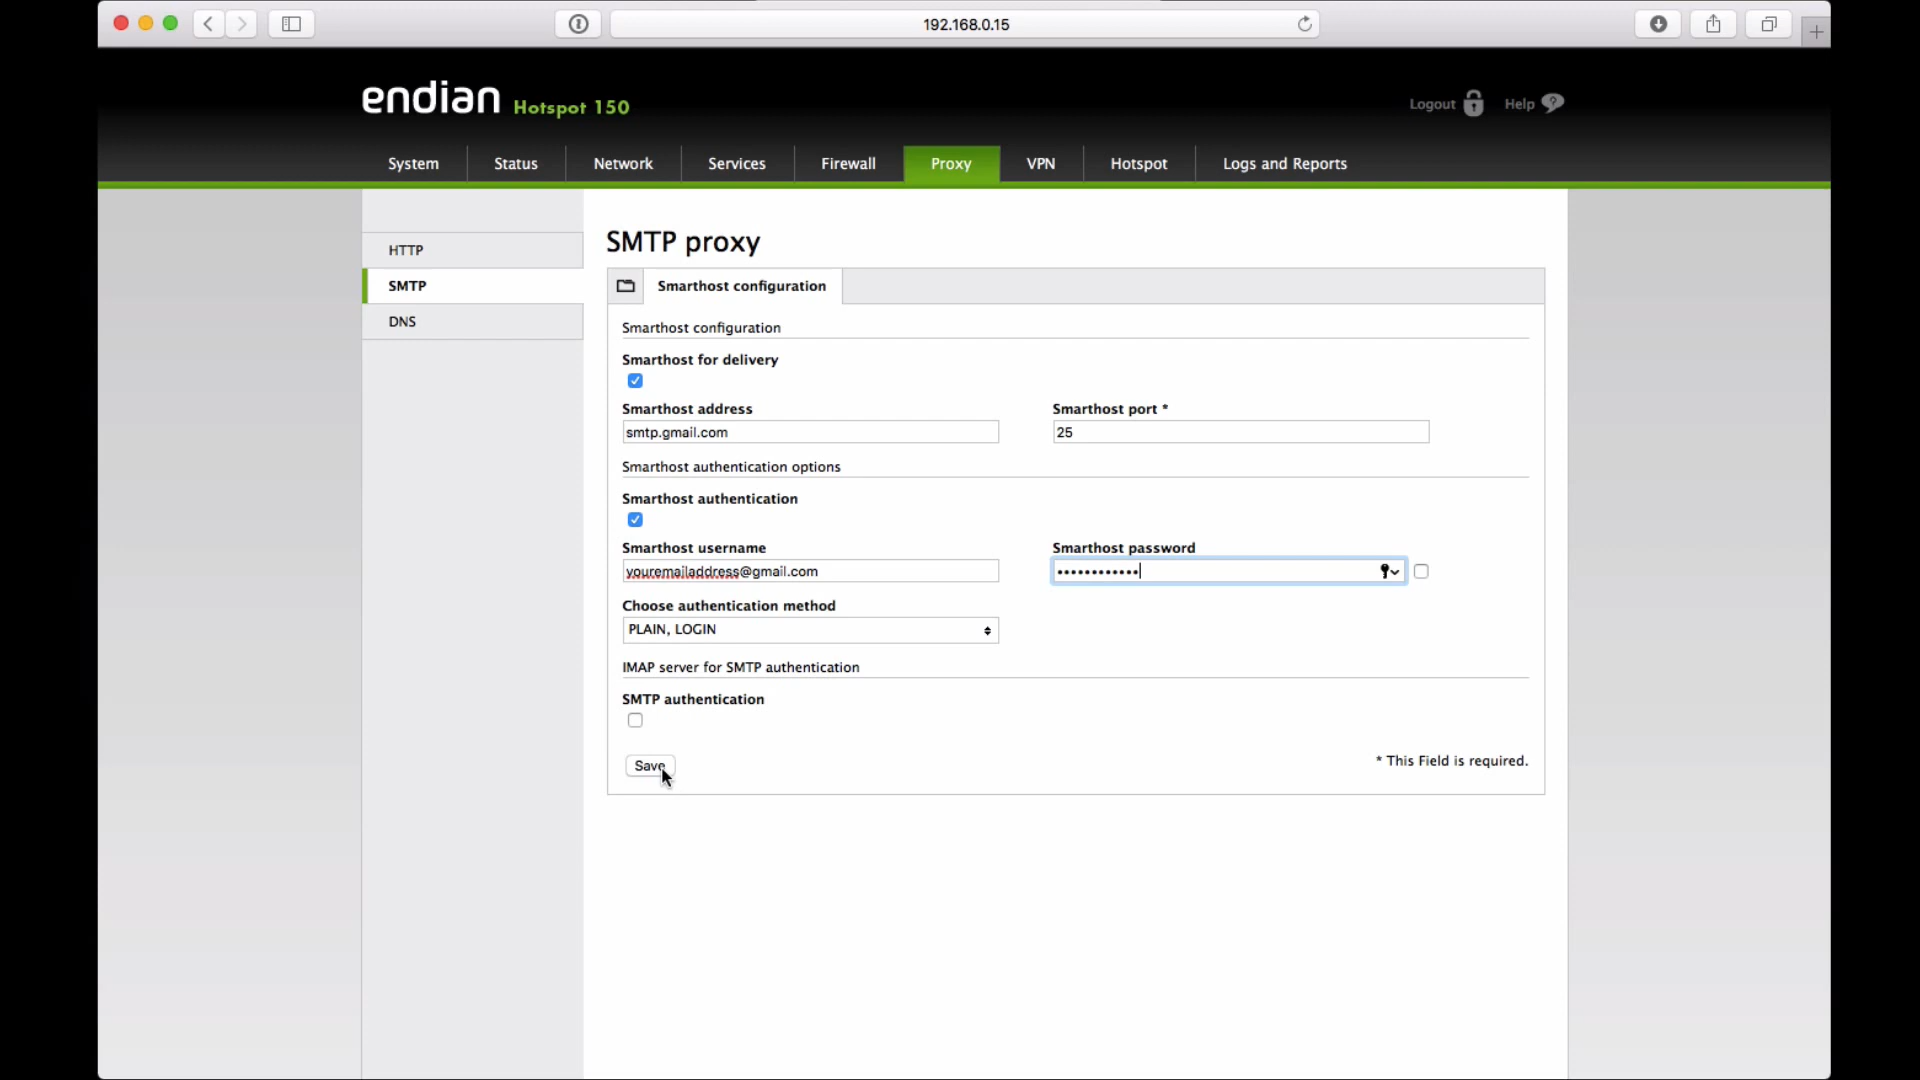 192.168.0.15
endian Hotspot 150
Logout Help ?
System Status Network Services Firewall Proxy VPN Hotspot Logs and Reports
HTTP
SMTP
DNS
SMTP proxy
Smarthost configuration
Smarthost configuration
Smarthost for delivery
Smarthost address Smarthost port *
smtp.gmail.com 25
Smarthost authentication options
Smarthost authentication
Smarthost username Smarthost password
youremailaddress@gmail.com ••••••••••••
Choose authentication method
PLAIN, LOGIN
IMAP server for SMTP authentication
SMTP authentication
Save * This Field is required.